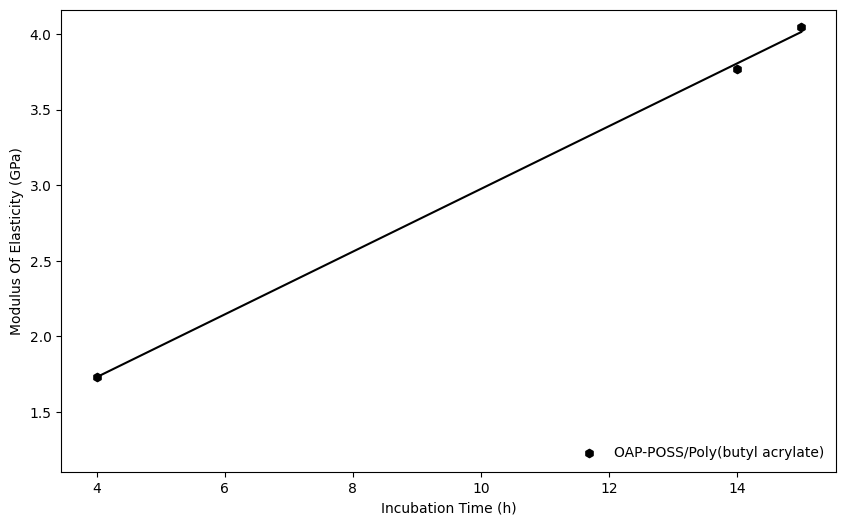 4.0
3.5
3.0
2.5
2.0
1.5
Modulus Of Elasticity (GPa)
OAP-POSS/Poly(butyl acrylate)
4 6 8 10 12 14
Incubation Time (h)